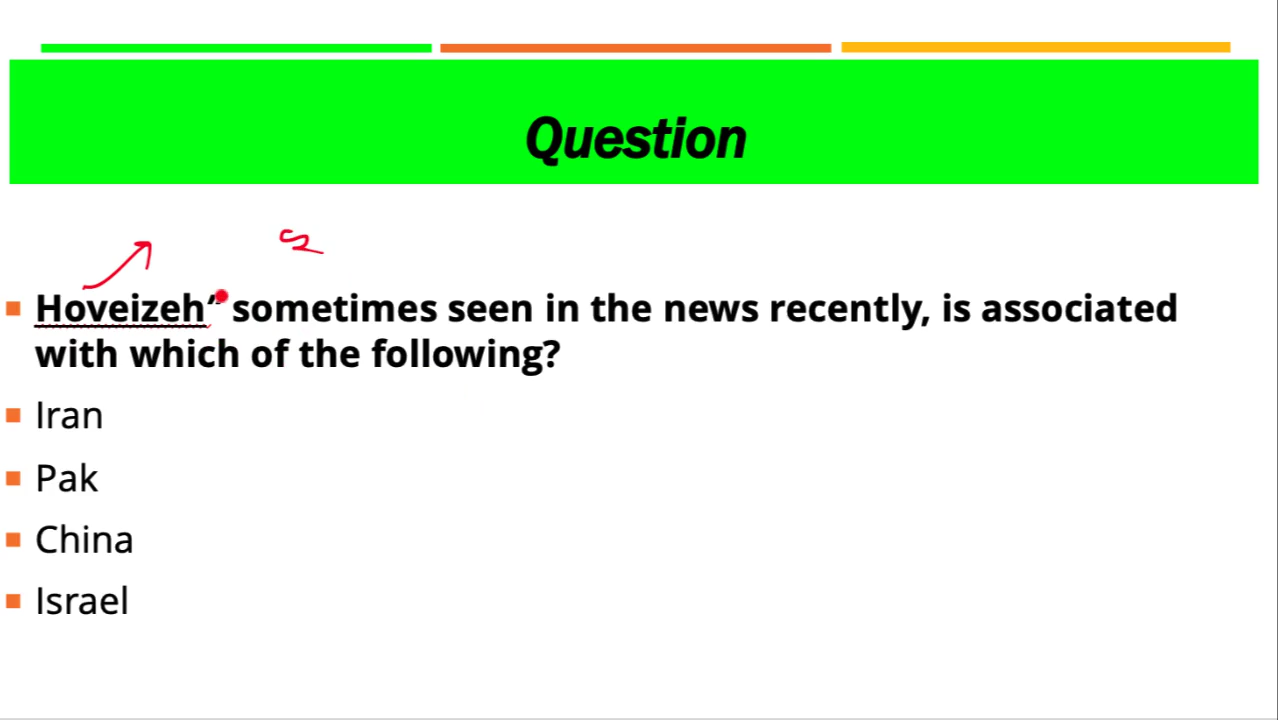 Question
Hoveizeh’ sometimes seen in the news recently, is associated
with which of the following?
Iran
Pak
China
Israel